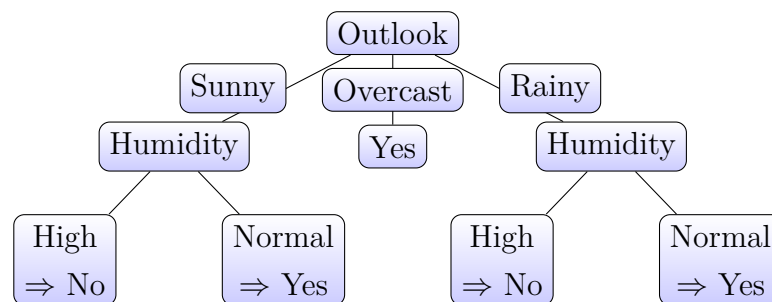 Outlook
Sunny
Overcast
Rainy
Humidity
Yes
Humidity
High
⇒ No
Normal
⇒ Yes
High
⇒ No
Normal
⇒ Yes